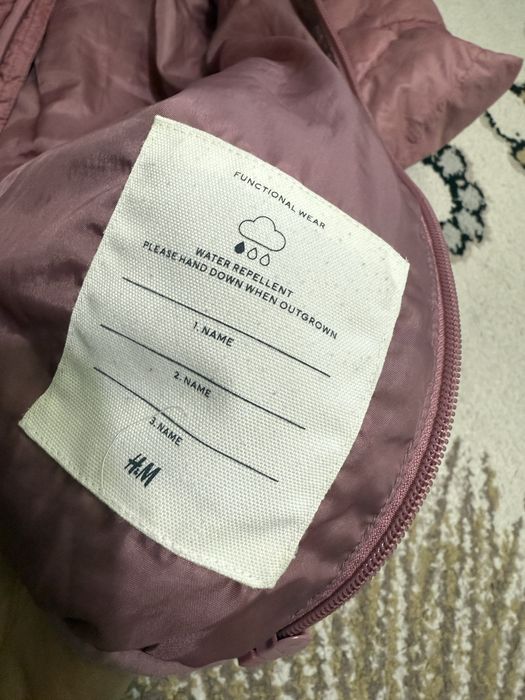 FUNCTIONAL WEAR
WATER REPELLENT
PLEASE HAND DOWN WHEN OUTGROWN
1. NAME
2. NAME
3. NAME
H&M